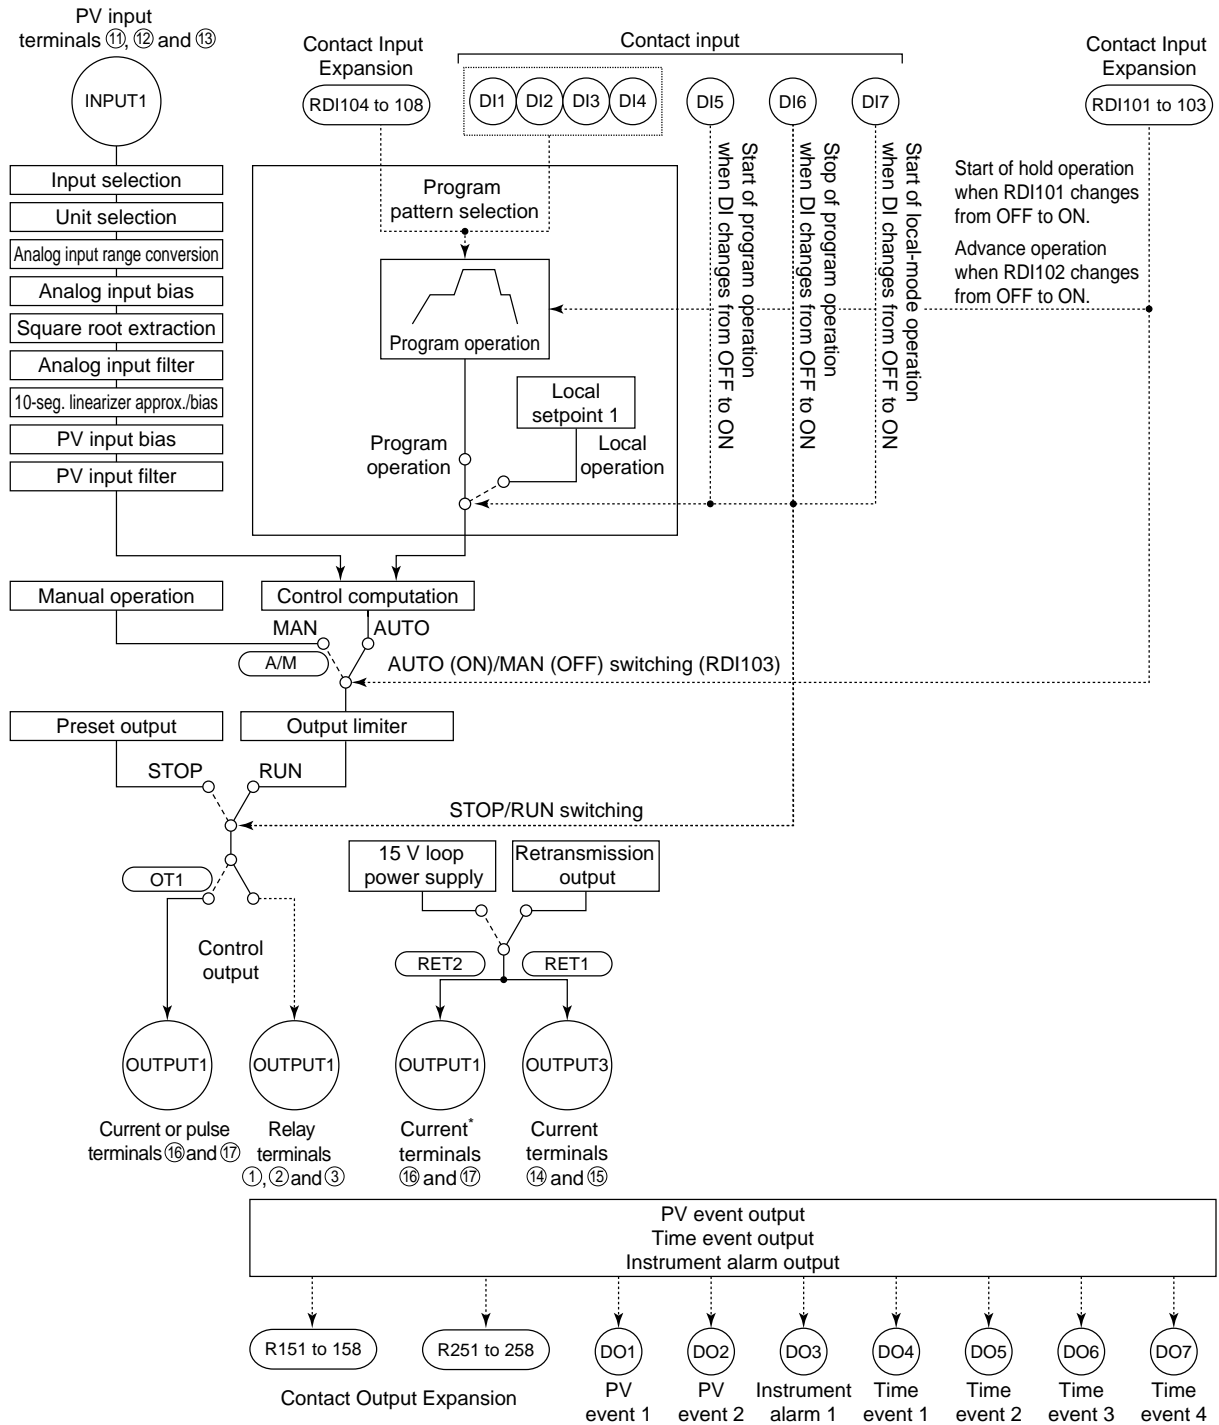 PV input
terminals ⑪, ⑫ and ⑬
INPUT1
Contact Input
Expansion
RDI104 to 108
Contact input
DI1
DI2
DI3
DI4
DI5
DI6
DI7
Contact Input
Expansion
RDI101 to 103
Input selection
Unit selection
Analog input range conversion
Analog input bias
Square root extraction
Analog input filter
10-seg. linearizer approx./bias
PV input bias
PV input filter
Program
pattern selection
Program operation
Local
setpoint 1
Program
operation
Local
operation
Start of program operation
when DI changes from OFF to ON
Stop of program operation
when DI changes from OFF to ON
Start of local-mode operation
when DI changes from OFF to ON
Start of hold operation
when RDI101 changes
from OFF to ON.
Advance operation
when RDI102 changes
from OFF to ON.
Manual operation
Control computation
MAN
AUTO
A/M
AUTO (ON)/MAN (OFF) switching (RDI103)
Preset output
Output limiter
STOP
RUN
STOP/RUN switching
OT1
15 V loop
power supply
Retransmission
output
Control
output
RET2
RET1
OUTPUT1
OUTPUT1
OUTPUT1
OUTPUT3
Current or pulse
terminals ⑯ and ⑰
Relay
terminals
①, ② and ③
Current*
terminals
⑯ and ⑰
Current
terminals
⑭ and ⑮
PV event output
Time event output
Instrument alarm output
R151 to 158
R251 to 258
DO1
DO2
DO3
DO4
DO5
DO6
DO7
Contact Output Expansion
PV
event 1
PV
event 2
Instrument
alarm 1
Time
event 1
Time
event 2
Time
event 3
Time
event 4